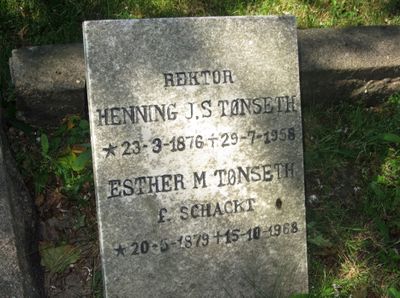 REKTOR
HENNING J.S TØNSETH
★ 23-3-1876 + 29-7-1958
ESTHER M TØNSETH
F. SCHACKT
★ 20-5-1879 + 15-10-1968